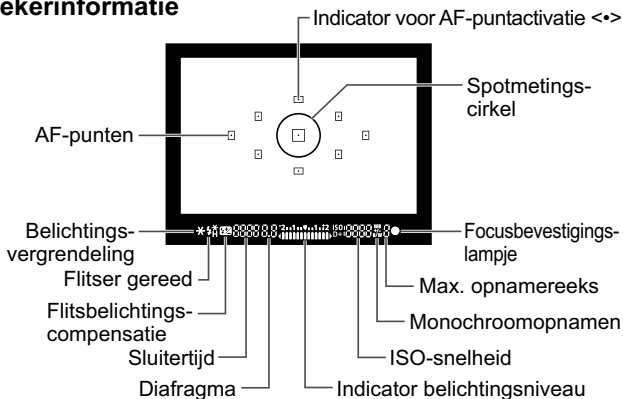 ekerinformatie
Indicator voor AF-puntactivatie <•>
Spotmetings-
cirkel
AF-punten
Belichtings-
vergrendeling
Flitser gereed
Flitsbelichtings-
compensatie
Sluitertijd
Diafragma
Focusbevestigings-
lampje
Max. opnamereeks
Monochroomopnamen
ISO-snelheid
Indicator belichtingsniveau